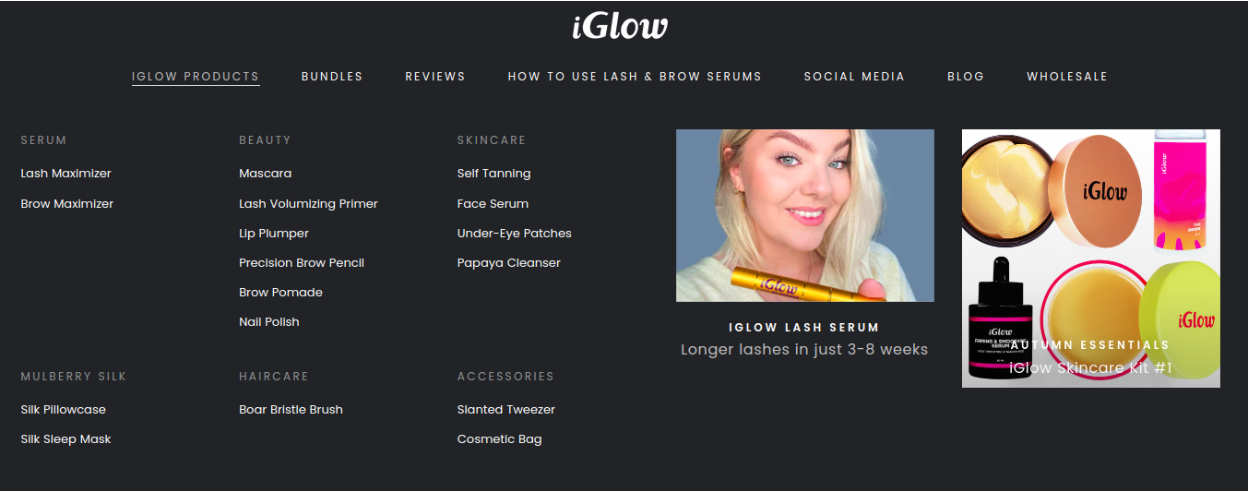 iGlow
IGLOW PRODUCTS BUNDLES REVIEWS HOW TO USE LASH & BROW SERUMS SOCIAL MEDIA BLOG WHOLESALE
SERUM
Lash Maximizer
Brow Maximizer
BEAUTY
Mascara
Lash Volumizing Primer
Lip Plumper
Precision Brow Pencil
Brow Pomade
Nail Polish
SKINCARE
Self Tanning
Face Serum
Under-Eye Patches
Papaya Cleanser
MULBERRY SILK
Silk Pillowcase
Silk Sleep Mask
HAIRCARE
Boar Bristle Brush
ACCESSORIES
Slanted Tweezer
Cosmetic Bag
iGlow
IGLOW LASH SERUM
Longer lashes in just 3-8 weeks
iGlow
iGlow
iGlow
iGlow
SERUM
AUTUMN ESSENTIALS
iGlow Skincare Kit #1